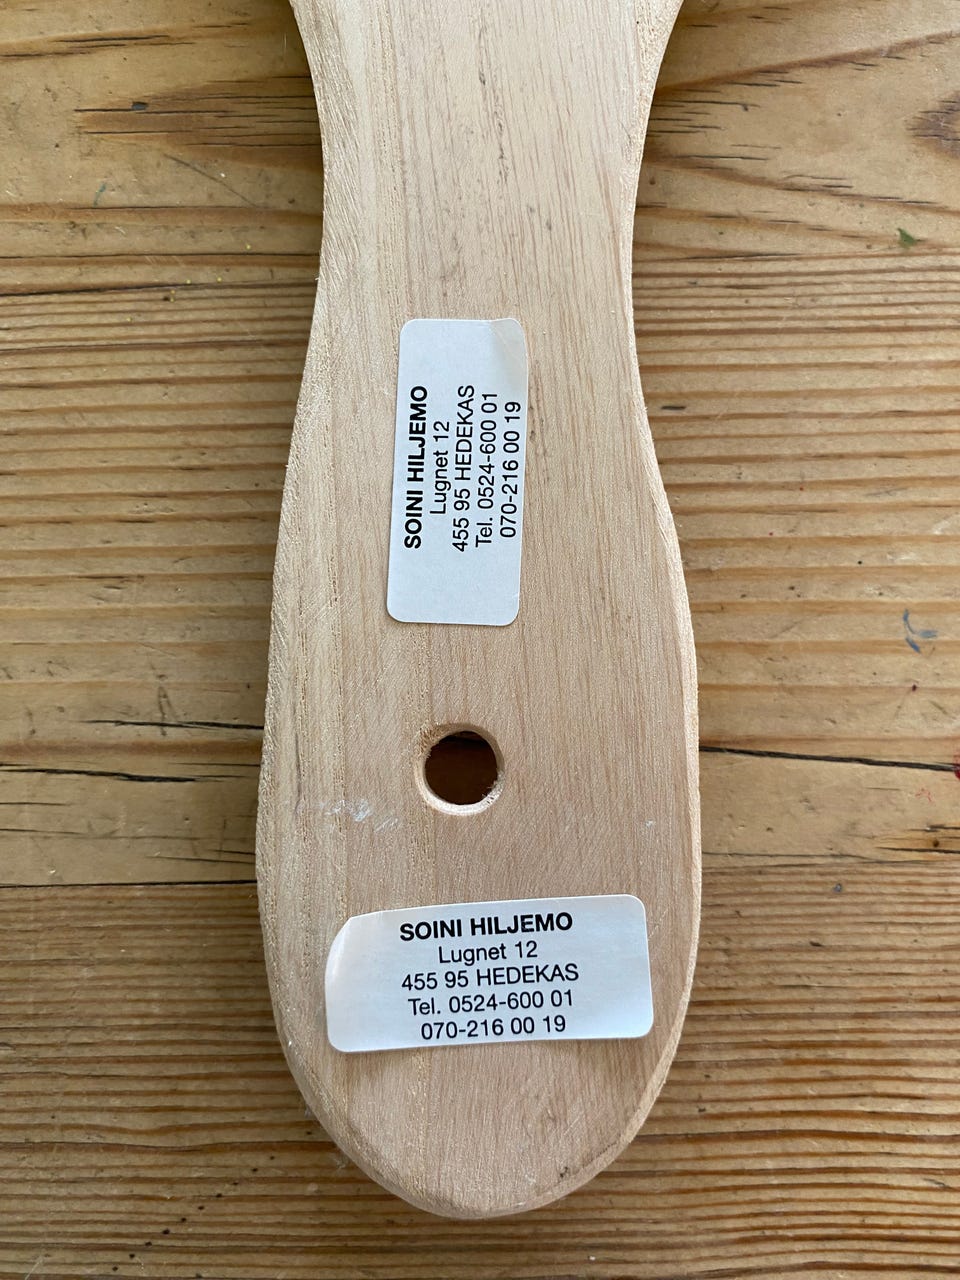 SOINI HILJEMO
Lugnet 12
455 95 HEDEKAS
Tel. 0524-600 01
070-216 00 19
SOINI HILJEMO
Lugnet 12
455 95 HEDEKAS
Tel. 0524-600 01
070-216 00 19